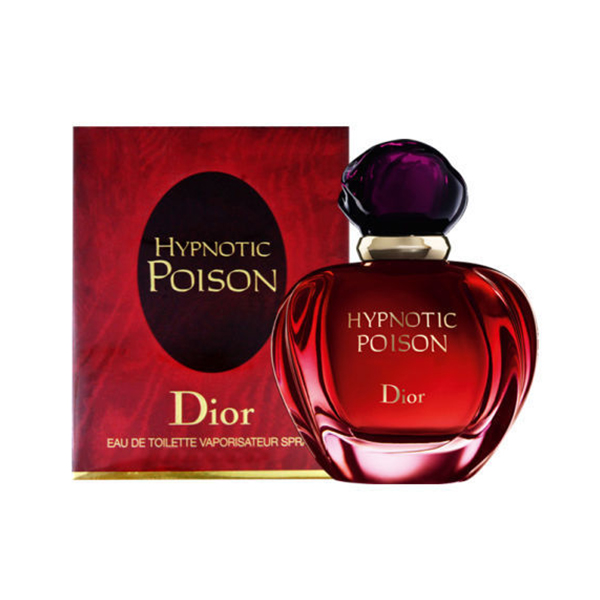 HYPNOTIC
POISON
Dior
EAU DE TOILETTE VAPORISATEUR
HYPNOTIC
POISON
Dior